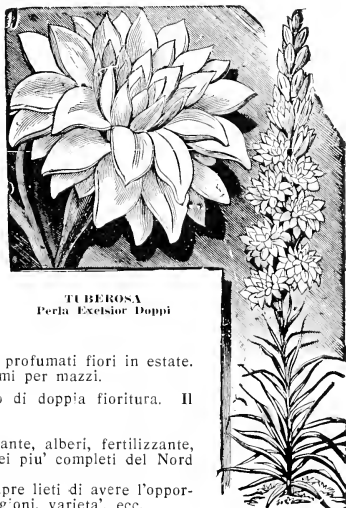 TUBEROSA
Perla Excelsior Doppi
profumati fiori in estate.
mi per mazzi.
o di doppia fioritura. Il
ante, alberi, fertilizzante,
ei piu' completi del Nord
pre lieti di avere l'oppor-
gioni, varieta', ecc.